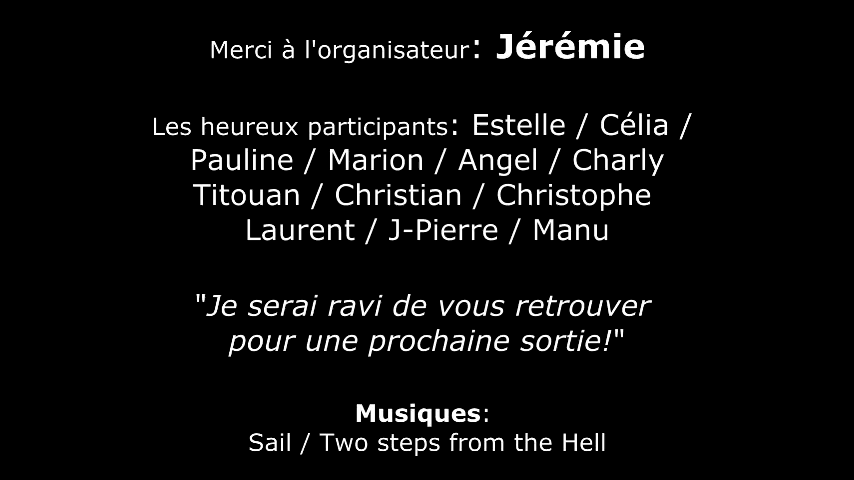 Merci à l'organisateur: Jérémie
Les heureux participants: Estelle / Célia /
Pauline / Marion / Angel / Charly
Titouan / Christian / Christophe
Laurent / J-Pierre / Manu
"Je serai ravi de vous retrouver
pour une prochaine sortie!"
Musiques:
Sail / Two steps from the Hell